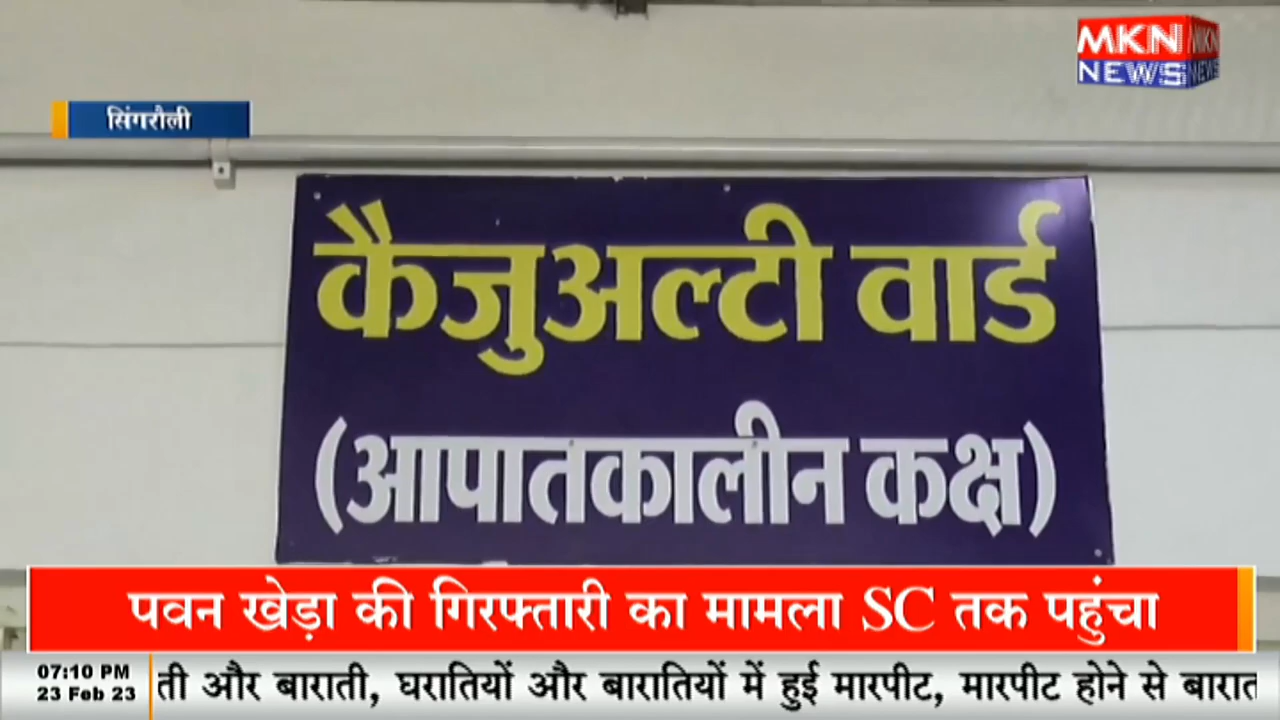 MKN
NEWS
सिंगरौली
कैजुअल्टी वार्ड
(आपातकालीन कक्ष)
पवन खेड़ा की गिरफ्तारी का मामला SC तक पहुंचा
07:10 PM
23 Feb 23
ती और बाराती, घरातियों और बारातियों में हुई मारपीट, मारपीट होने से बारात